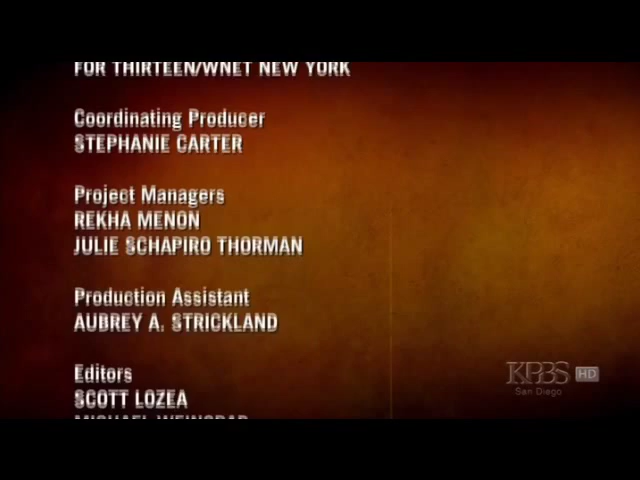 FOR THIRTEEN/WNET NEW YORK
Coordinating Producer
STEPHANIE CARTER
Project Managers
REKHA MENON
JULIE SCHAPIRO THORMAN
Production Assistant
AUBREY A. STRICKLAND
Editors
SCOTT LOZEA
MICHAEL
KPBS HD
San Diego